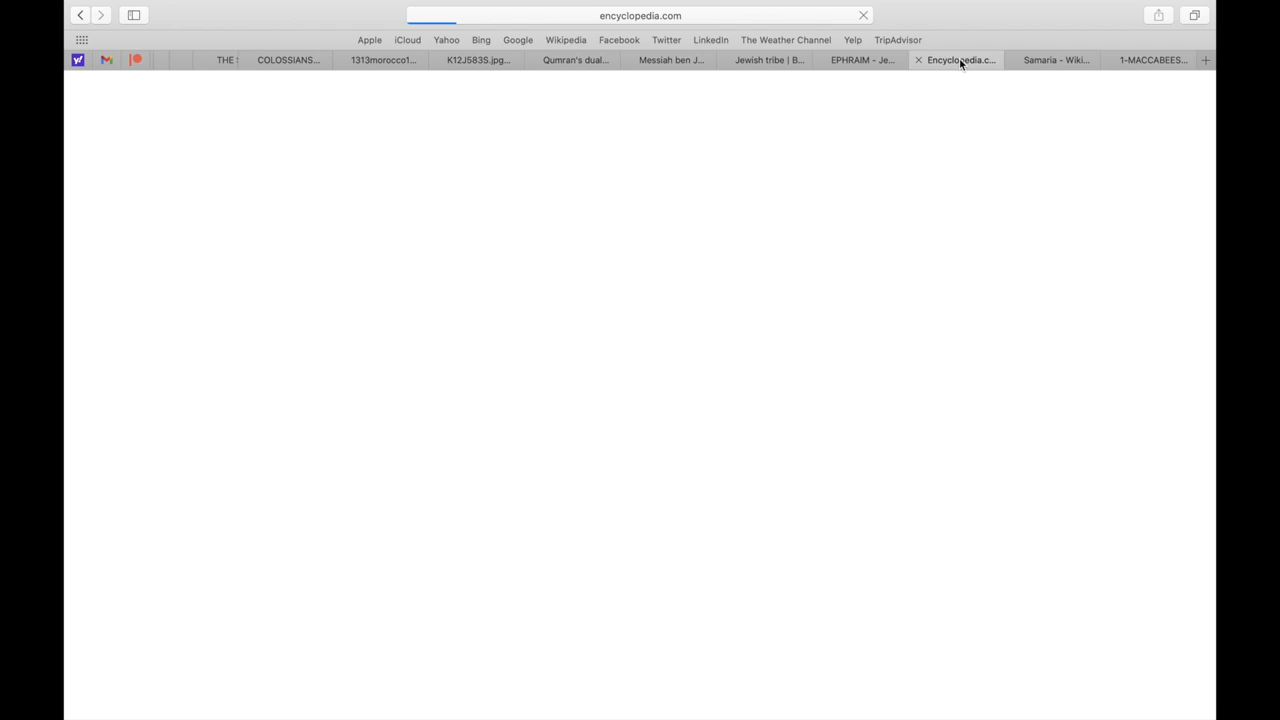 encyclopedia.com
Apple iCloud Yahoo Bing Google Wikipedia Facebook Twitter LinkedIn The Weather Channel Yelp TripAdvisor
THE COLOSSIANS... 1313morocco1... K12J583S.jpg... Qumran's dual... Messiah ben J... Jewish tribe | B... EPHRAIM - Je... Encyclopedia.c... Samaria - Wiki... 1-MACCABEES...